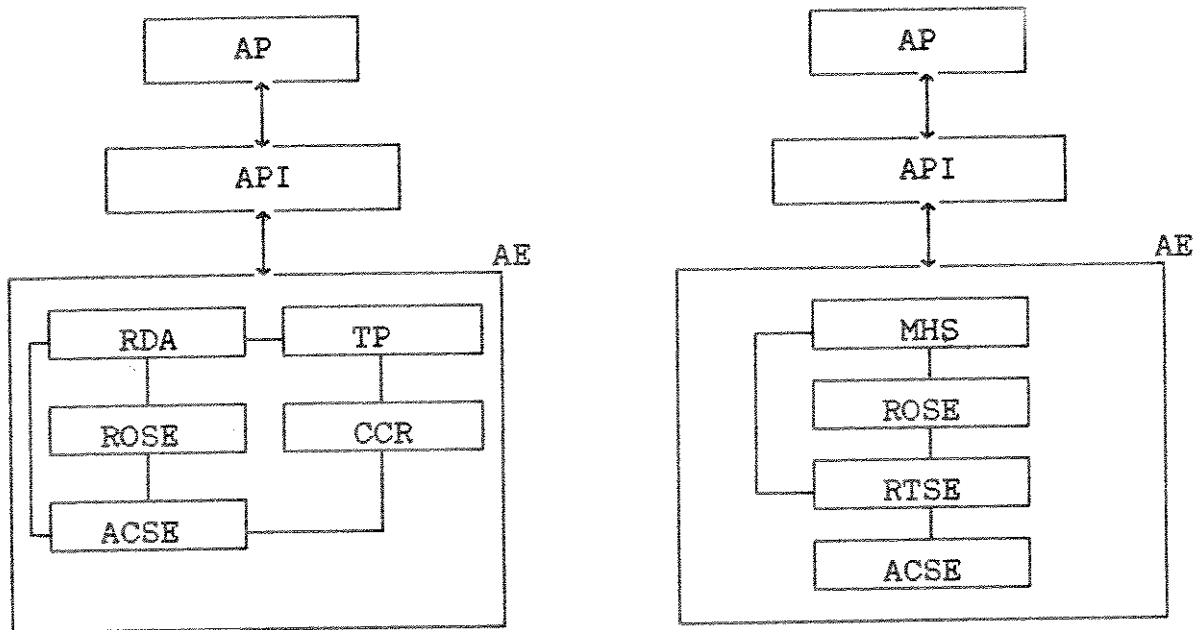 AP
API
AE
RDA
TP
ROSE
CCR
ACSE
AP
API
AE
MHS
ROSE
RTSE
ACSE